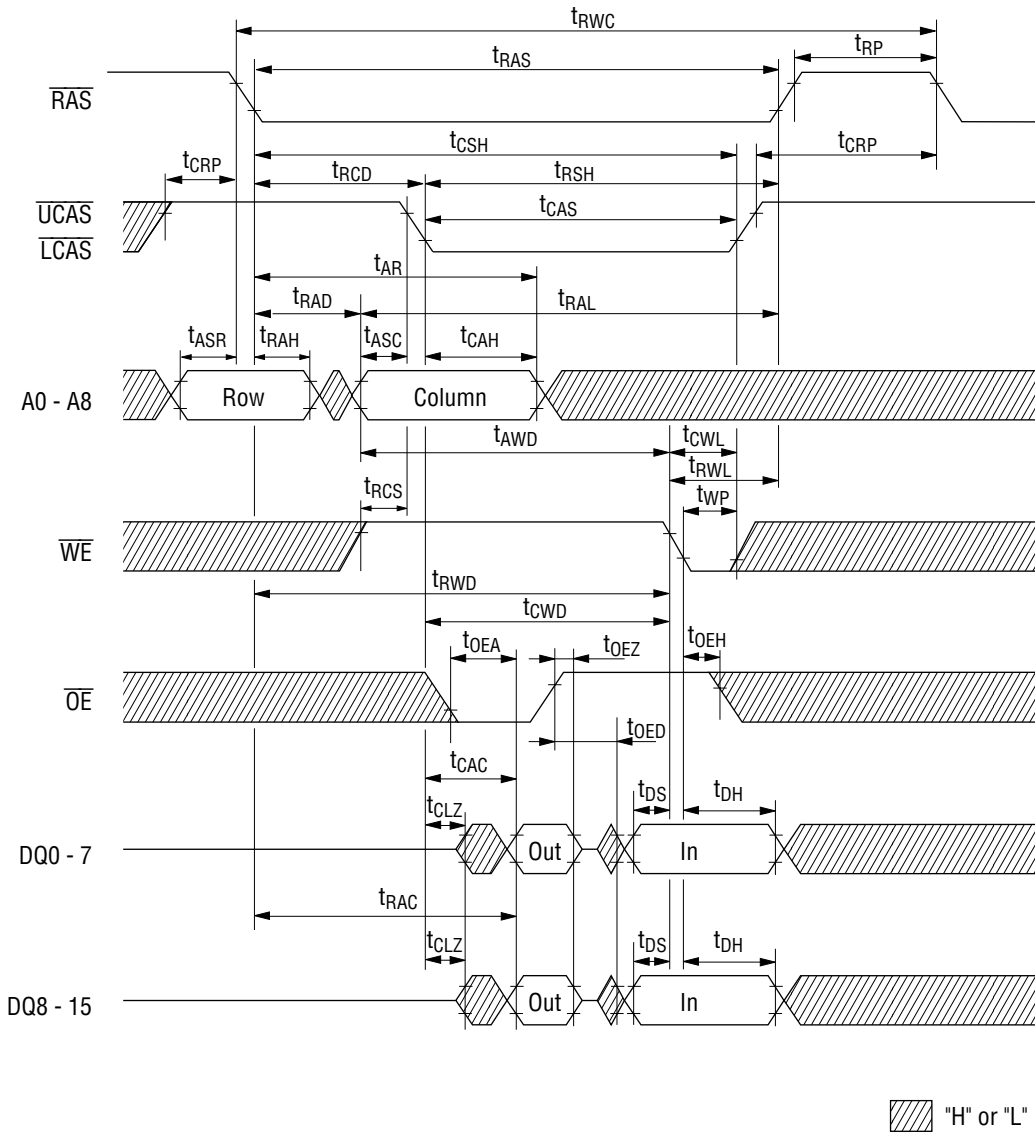 tRWC
tRP
tRAS
RAS
tCSH
tCRP
tCRP
tRCD
tRSH
UCAS
tCAS
LCAS
tAR
tRAD
tRAL
tASR
tRAH
tASC
tCAH
A0 - A8
Row
Column
tAWD
tCWL
tRWL
tRCS
tWP
WE
tRWD
tCWD
tOEA
tOEZ
tOEH
OE
tOED
tCAC
tCLZ
tDS
tDH
DQ0 - 7
Out
In
tRAC
tCLZ
tDS
tDH
DQ8 - 15
Out
In
"H" or "L"